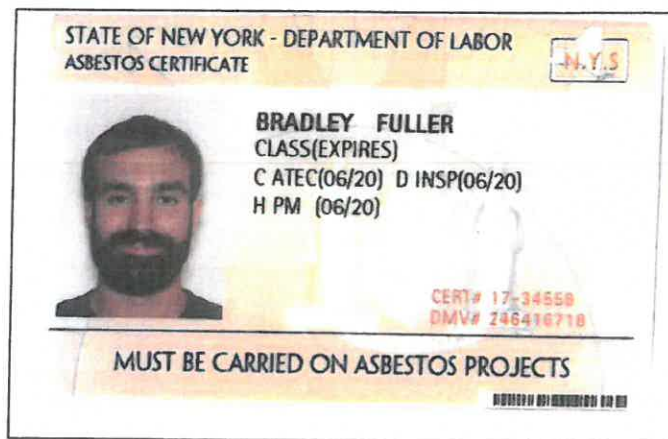 STATE OF NEW YORK - DEPARTMENT OF LABOR
ASBESTOS CERTIFICATE
N.Y.S
BRADLEY FULLER
CLASS(EXPIRES)
C ATEC(06/20) D INSP(06/20)
H PM (06/20)
CERT# 17-34559
DMV# 246416718
MUST BE CARRIED ON ASBESTOS PROJECTS